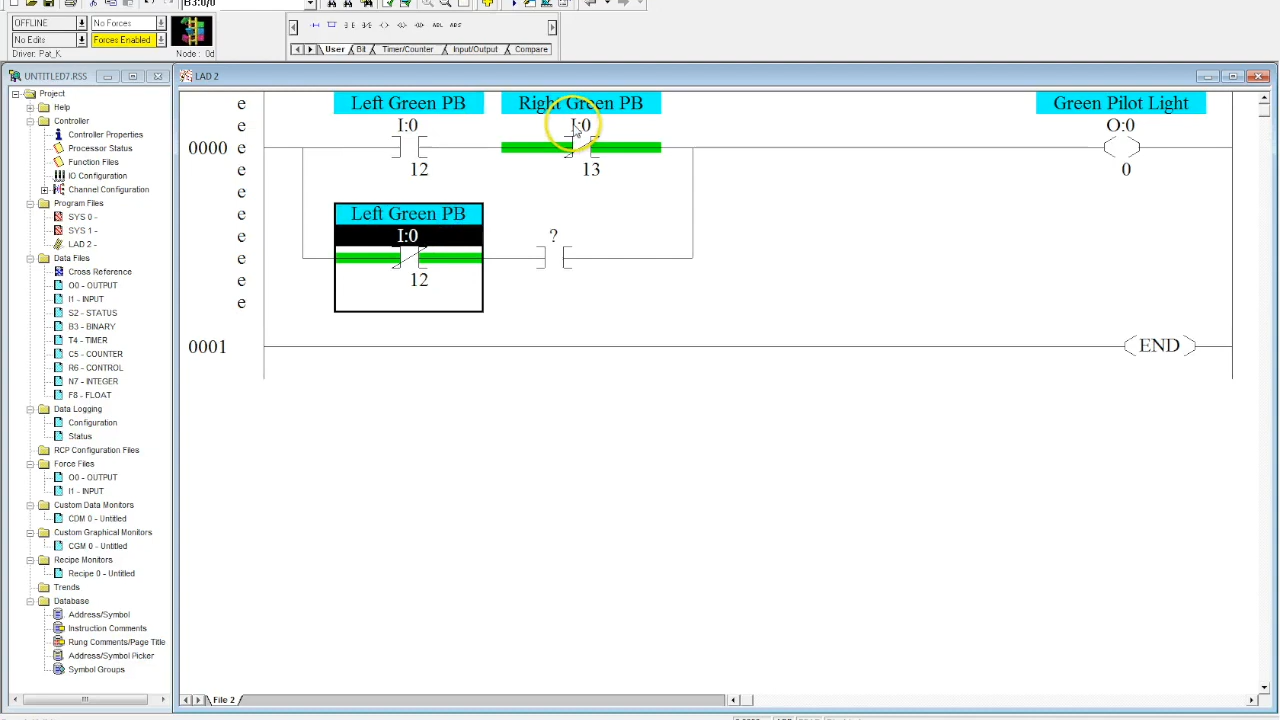 B3:0/0
OFFLINE No Forces
No Edits Forces Enabled
Driver: Pat_K Node : 0d
ABL ABS
User Bit Timer/Counter Input/Output Compare
UNTITLED7.RSS
LAD 2
Project
Help
Controller
Controller Properties
Processor Status
Function Files
IO Configuration
Channel Configuration
Program Files
SYS 0 -
SYS 1 -
LAD 2 -
Data Files
Cross Reference
O0 - OUTPUT
I1 - INPUT
S2 - STATUS
B3 - BINARY
T4 - TIMER
C5 - COUNTER
R6 - CONTROL
N7 - INTEGER
F8 - FLOAT
Data Logging
Configuration
Status
RCP Configuration Files
Force Files
O0 - OUTPUT
I1 - INPUT
Custom Data Monitors
CDM 0 - Untitled
Custom Graphical Monitors
CGM 0 - Untitled
Recipe Monitors
Recipe 0 - Untitled
Trends
Database
Address/Symbol
Instruction Comments
Rung Comments/Page Title
Address/Symbol Picker
Symbol Groups
e Left Green PB Right Green PB Green Pilot Light
e I:0 I:0 O:0
0000 e
e 12 13 0
e
e Left Green PB
e I:0 ?
e
e 12
e
0001 END
File 2